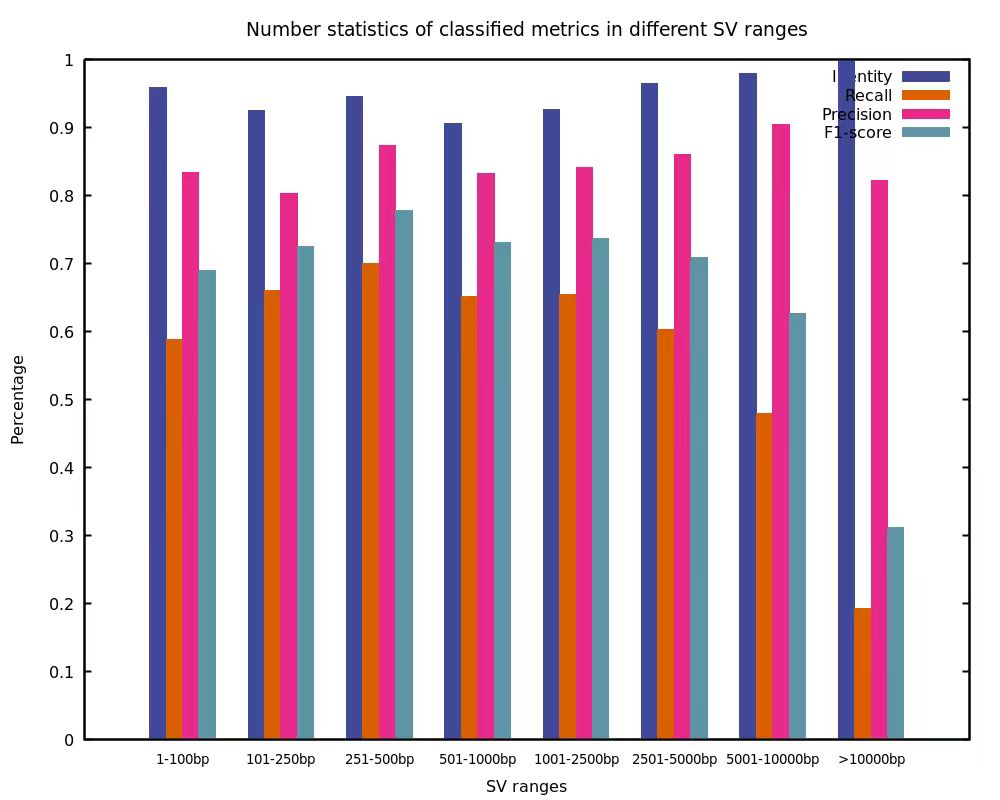 Number statistics of classified metrics in different SV ranges
1
0.9
0.8
0.7
0.6
0.5
0.4
0.3
0.2
0.1
0
Percentage
Identity
Recall
Precision
F1-score
1-100bp 101-250bp 251-500bp 501-1000bp 1001-2500bp 2501-5000bp 5001-10000bp >10000bp
SV ranges